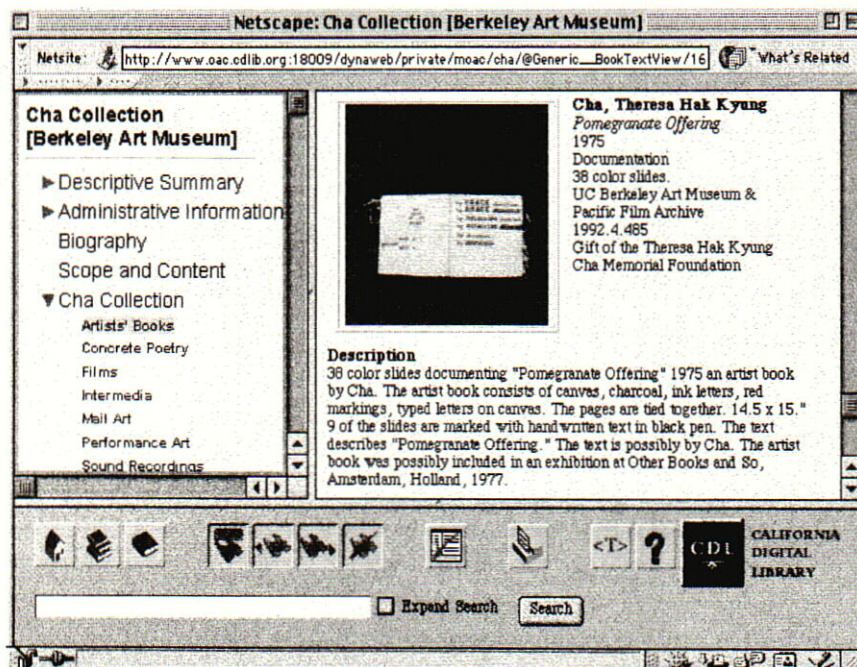 Netscape: Cha Collection [Berkeley Art Museum]
Netsite: http://www.oac.cdlib.org:18009/dynaweb/private/moac/cha/@Generic__BookTextView/16 What's Related
Cha Collection
[Berkeley Art Museum]
Descriptive Summary
Administrative Information
Biography
Scope and Content
Cha Collection
Artists' Books
Concrete Poetry
Films
Intermedia
Mail Art
Performance Art
Sound Recordings
Cha, Theresa Hak Kyung
Pomegranate Offering
1975
Documentation
38 color slides.
UC Berkeley Art Museum &
Pacific Film Archive
1992.4.485
Gift of the Theresa Hak Kyung
Cha Memorial Foundation
Description
38 color slides documenting "Pomegranate Offering" 1975 an artist book
by Cha. The artist book consists of canvas, charcoal, ink letters, red
markings, typed letters on canvas. The pages are tied together. 14.5 x 15."
9 of the slides are marked with handwritten text in black pen. The text
describes "Pomegranate Offering." The text is possibly by Cha. The artist
book was possibly included in an exhibition at Other Books and So,
Amsterdam, Holland, 1977.
<T> ? CDL
CALIFORNIA
DIGITAL
LIBRARY
Expand Search Search